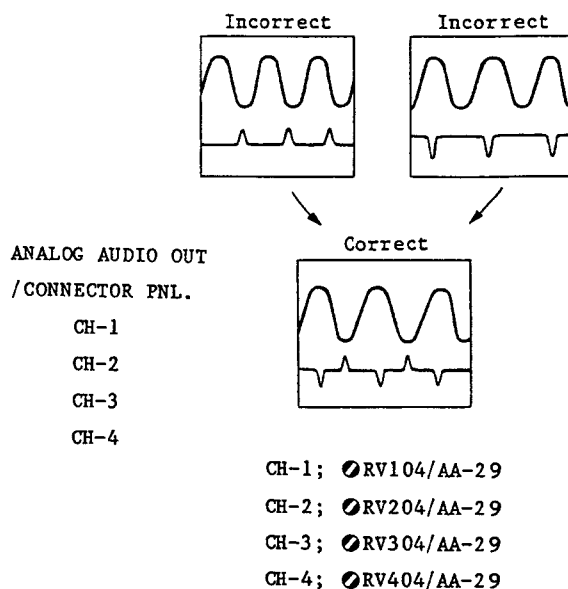 Incorrect Incorrect
Correct
ANALOG AUDIO OUT
/CONNECTOR PNL.
CH-1
CH-2
CH-3
CH-4
CH-1; RV104/AA-29
CH-2; RV204/AA-29
CH-3; RV304/AA-29
CH-4; RV404/AA-29